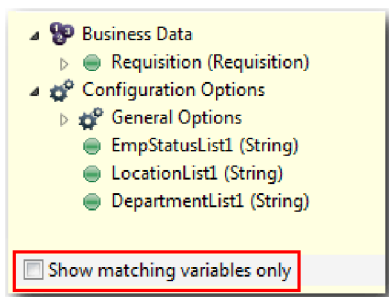 Business Data
Requisition (Requisition)
Configuration Options
General Options
EmpStatusList1 (String)
LocationList1 (String)
DepartmentList1 (String)
Show matching variables only